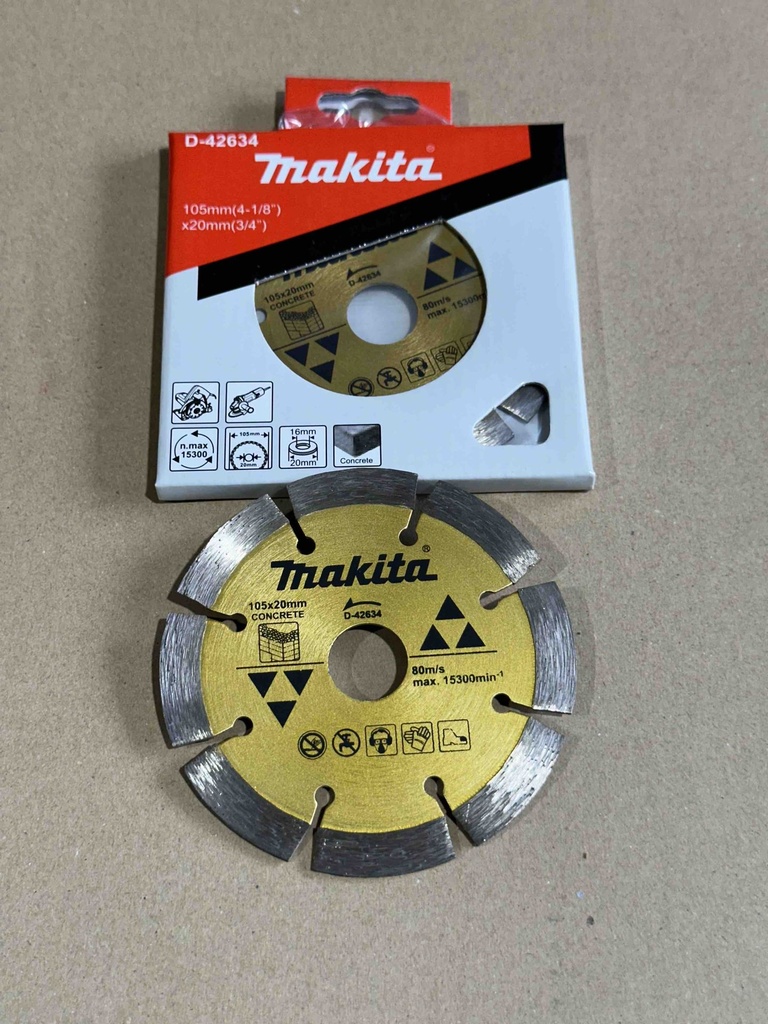 D-42634
makita®
105mm(4-1/8")
x20mm(3/4")
105x20mm
CONCRETE
D-42634
80m/s
max. 15300m
n.max
15300
105mm
20mm
16mm
20mm
Concrete
makita®
105x20mm
CONCRETE
D-42634
80m/s
max. 15300min⁻¹